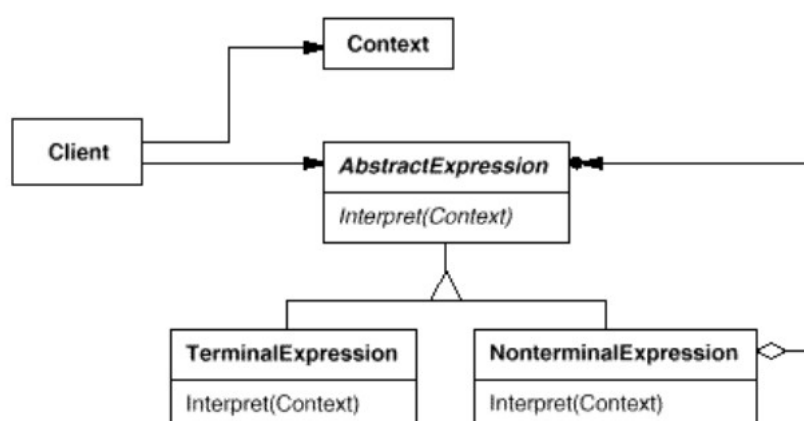 Context
Client
AbstractExpression
Interpret(Context)
TerminalExpression
Interpret(Context)
NonterminalExpression
Interpret(Context)